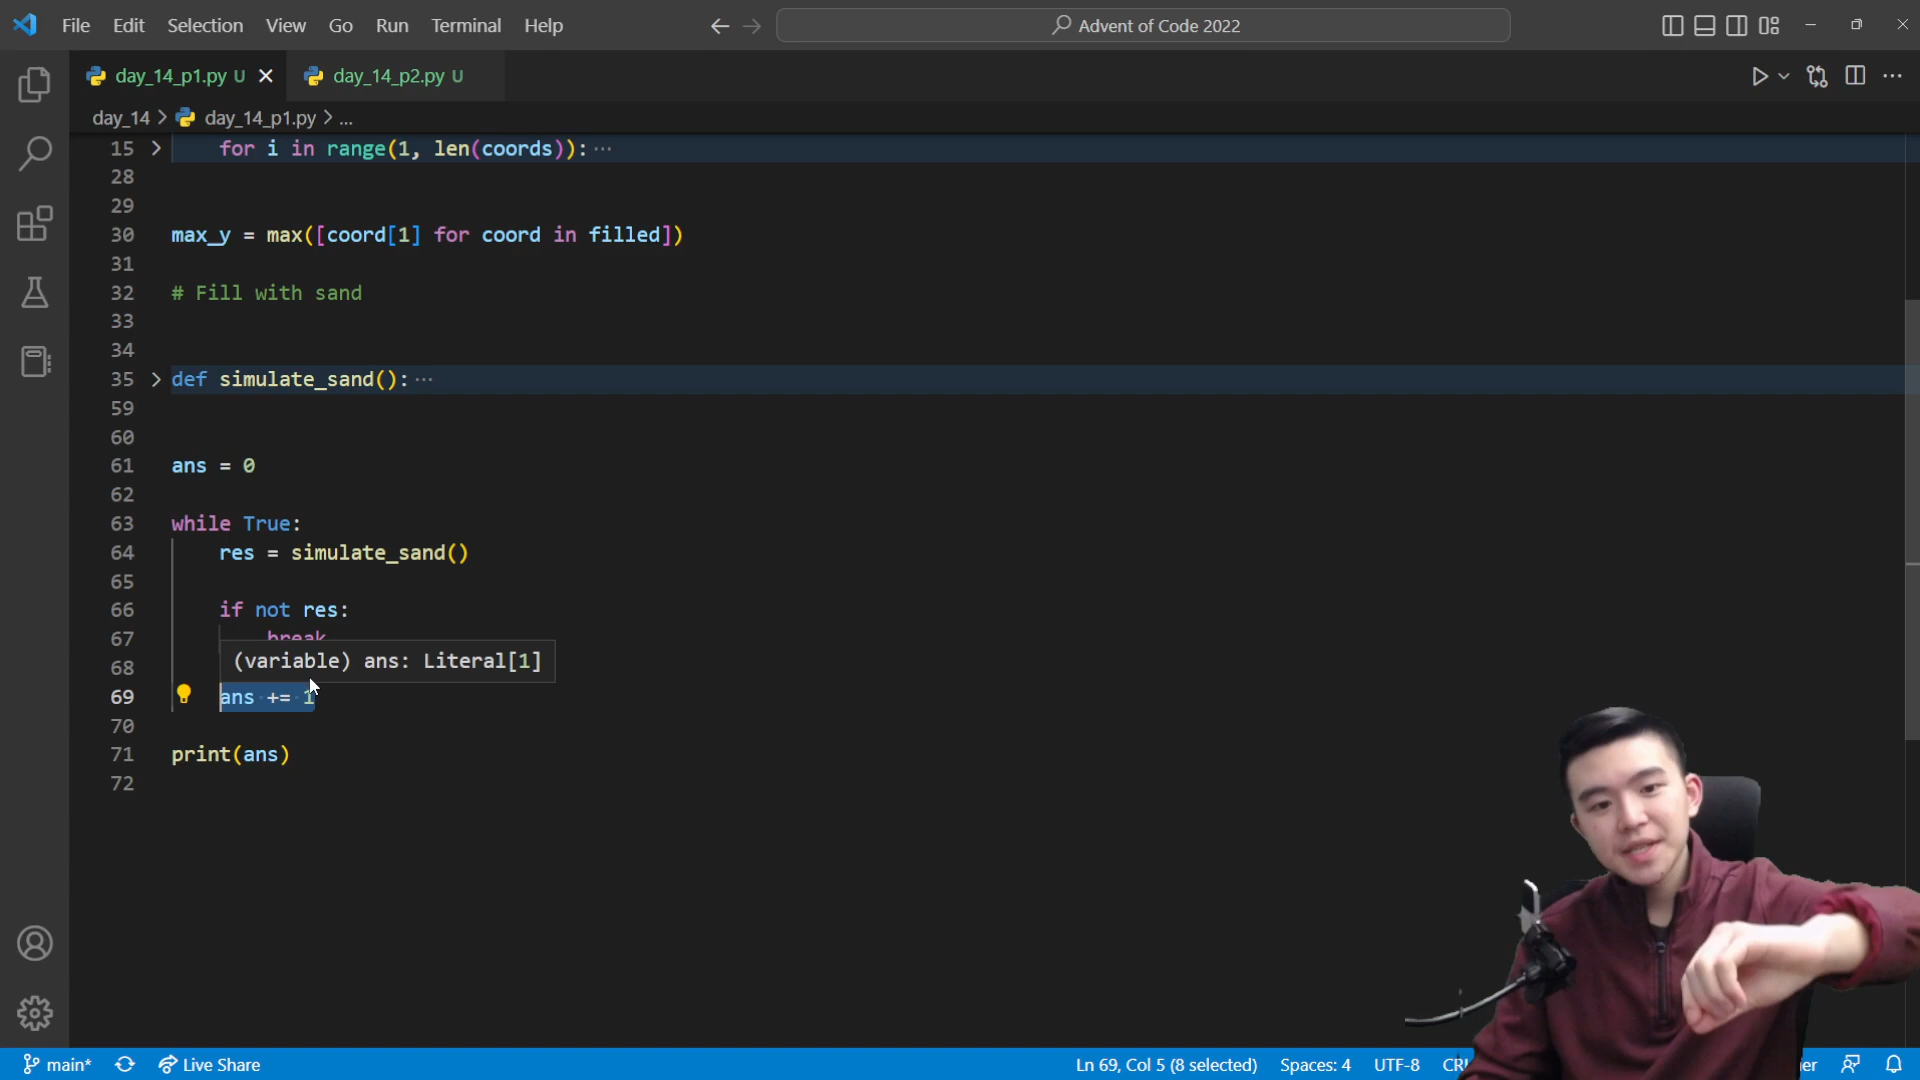 File Edit Selection View Go Run Terminal Help Advent of Code 2022
day_14_p1.py U day_14_p2.py U
day_14 > day_14_p1.py > ...
15 for i in range(1, len(coords)): ...
28
29
30 max_y = max([coord[1] for coord in filled])
31
32 # Fill with sand
33
34
35 def simulate_sand(): ...
59
60
61 ans = 0
62
63 while True:
64 res = simulate_sand()
65
66 if not res:
67 break
(variable) ans: Literal[1]
68
69 ans += 1
70
71 print(ans)
72
main* Live Share Ln 69, Col 5 (8 selected) Spaces: 4 UTF-8